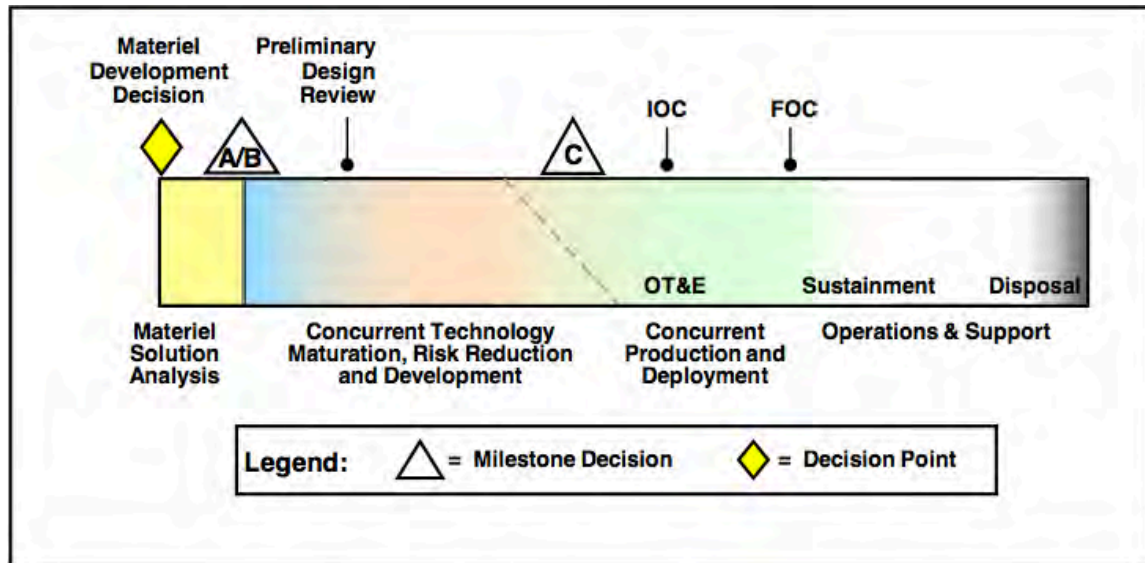 Materiel
Development
Decision
Preliminary
Design
Review
A/B
C
IOC
FOC
OT&E
Sustainment
Disposal
Materiel
Solution
Analysis
Concurrent Technology
Maturation, Risk Reduction
and Development
Concurrent
Production and
Deployment
Operations & Support
Legend:
= Milestone Decision
= Decision Point